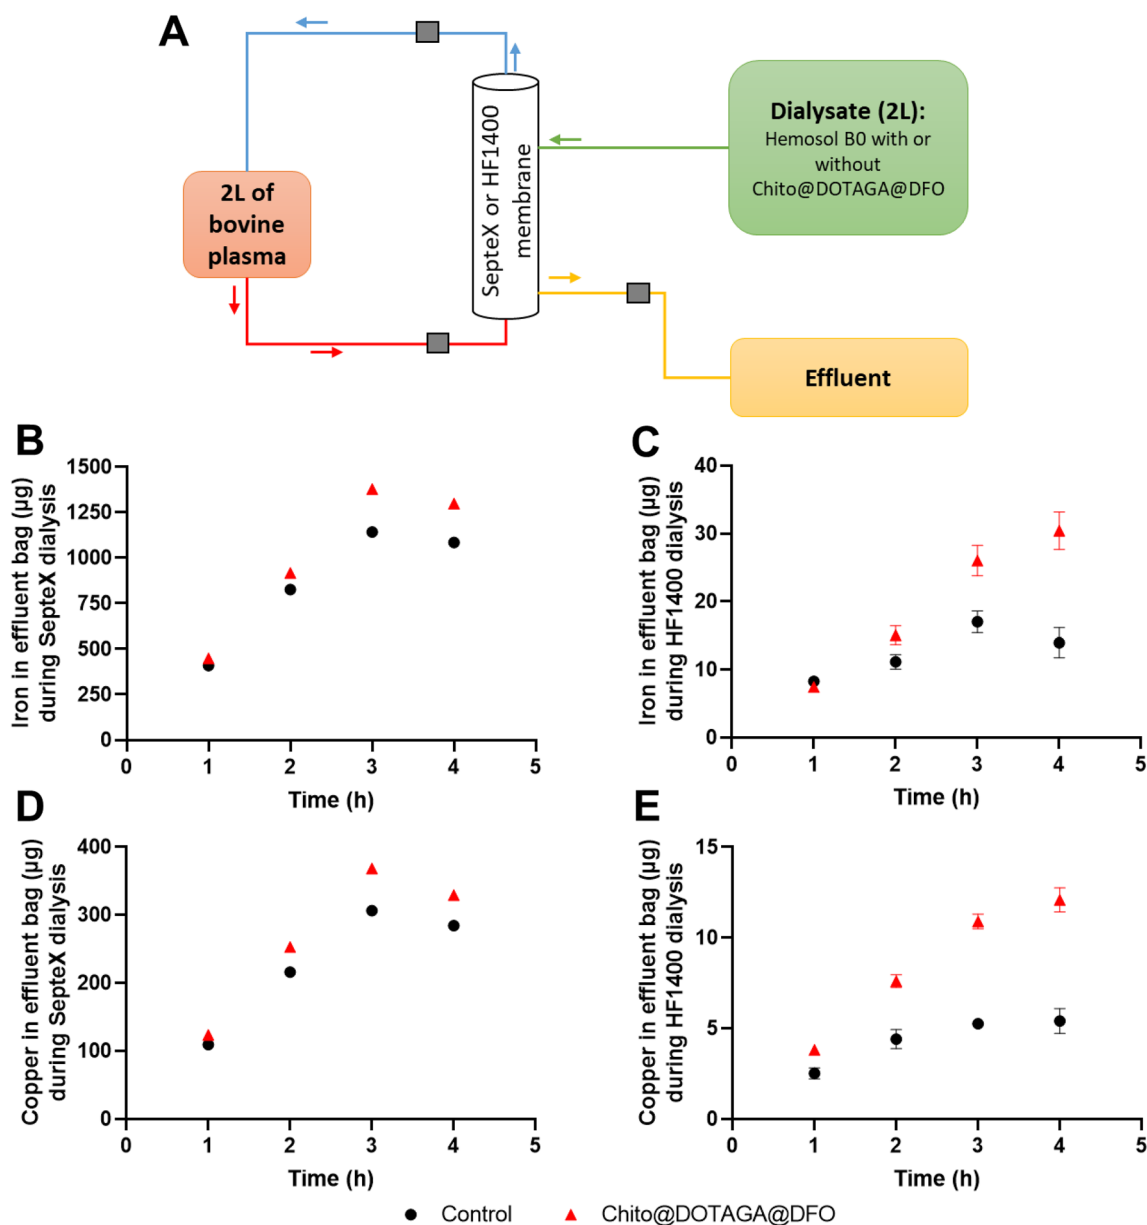 A
2L of
bovine
plasma
SepteX or HF1400
membrane
Dialysate (2L):
Hemosol B0 with or
without
Chito@DOTAGA@DFO
Effluent
B
Iron in effluent bag (µg)
during SepteX dialysis
1500
1250
1000
750
500
250
0
0 1 2 3 4 5
Time (h)
C
Iron in effluent bag (µg)
during HF1400 dialysis
40
30
20
10
0
0 1 2 3 4 5
Time (h)
D
Copper in effluent bag (µg)
during SepteX dialysis
400
300
200
100
0
0 1 2 3 4 5
Time (h)
E
Copper in effluent bag (µg)
during HF1400 dialysis
15
10
5
0
0 1 2 3 4 5
Time (h)
Control
Chito@DOTAGA@DFO